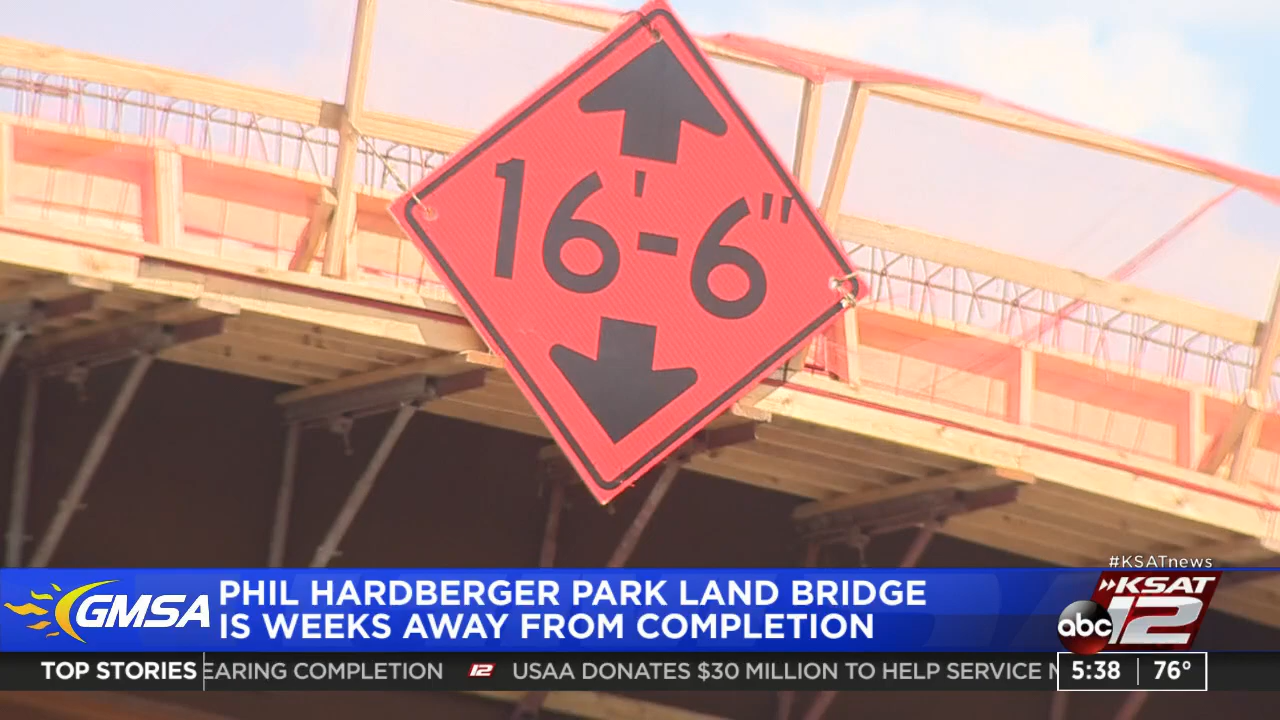 16'-6"
#KSATnews
GMSA
PHIL HARDBERGER PARK LAND BRIDGE
IS WEEKS AWAY FROM COMPLETION
KSAT
abc 12
TOP STORIES
EARING COMPLETION 12 USAA DONATES $30 MILLION TO HELP SERVICE
5:38 76°